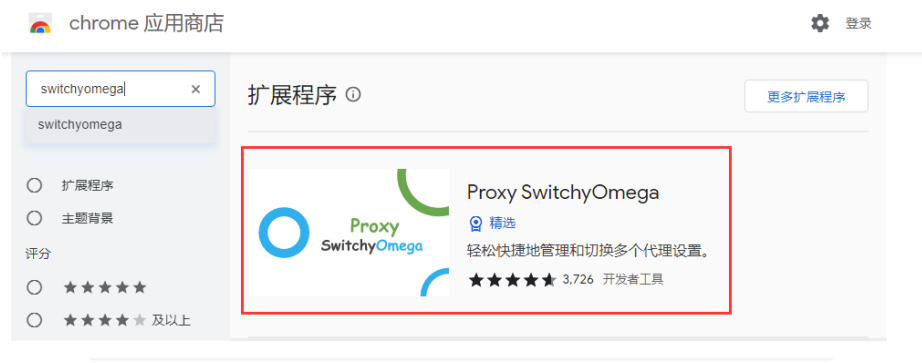 chrome 应用商店
登录
switchyomega
switchyomega
扩展程序
主题背景
评分
及以上
扩展程序
更多扩展程序
Proxy
SwitchyOmega
Proxy SwitchyOmega
精选
轻松快捷地管理和切换多个代理设置。
3,726 开发者工具